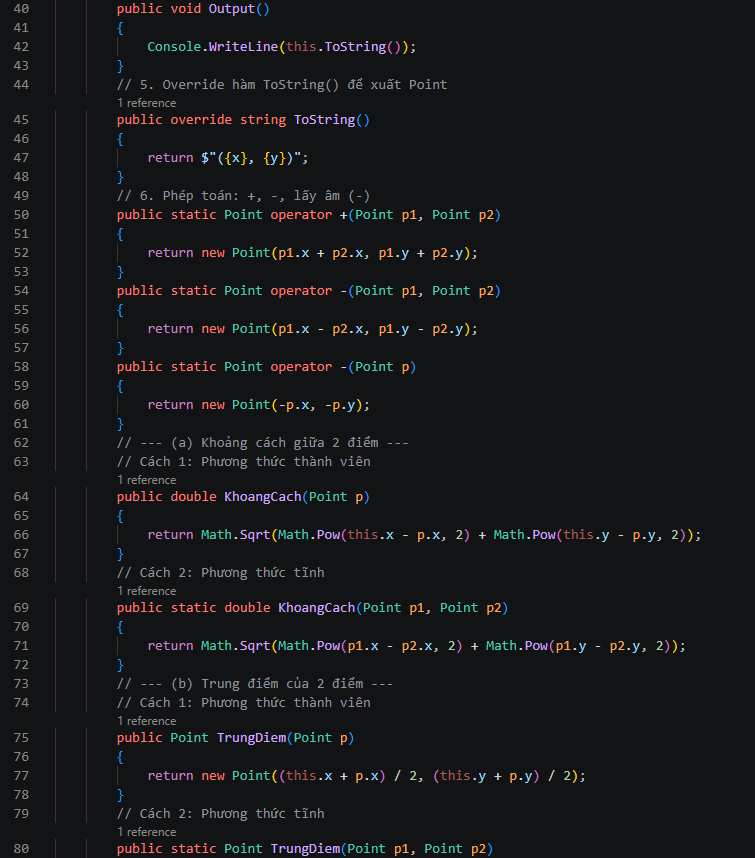 40 public void Output()
41 {
42 Console.WriteLine(this.ToString());
43 }
44 // 5. Override hàm ToString() để xuất Point
1 reference
45 public override string ToString()
46 {
47 return $"({x}, {y})";
48 }
49 // 6. Phép toán: +, -, lấy âm (-)
50 public static Point operator +(Point p1, Point p2)
51 {
52 return new Point(p1.x + p2.x, p1.y + p2.y);
53 }
54 public static Point operator -(Point p1, Point p2)
55 {
56 return new Point(p1.x - p2.x, p1.y - p2.y);
57 }
58 public static Point operator -(Point p)
59 {
60 return new Point(-p.x, -p.y);
61 }
62 // --- (a) Khoảng cách giữa 2 điểm ---
63 // Cách 1: Phương thức thành viên
1 reference
64 public double KhoangCach(Point p)
65 {
66 return Math.Sqrt(Math.Pow(this.x - p.x, 2) + Math.Pow(this.y - p.y, 2));
67 }
68 // Cách 2: Phương thức tĩnh
1 reference
69 public static double KhoangCach(Point p1, Point p2)
70 {
71 return Math.Sqrt(Math.Pow(p1.x - p2.x, 2) + Math.Pow(p1.y - p2.y, 2));
72 }
73 // --- (b) Trung điểm của 2 điểm ---
74 // Cách 1: Phương thức thành viên
1 reference
75 public Point TrungDiem(Point p)
76 {
77 return new Point((this.x + p.x) / 2, (this.y + p.y) / 2);
78 }
79 // Cách 2: Phương thức tĩnh
1 reference
80 public static Point TrungDiem(Point p1, Point p2)